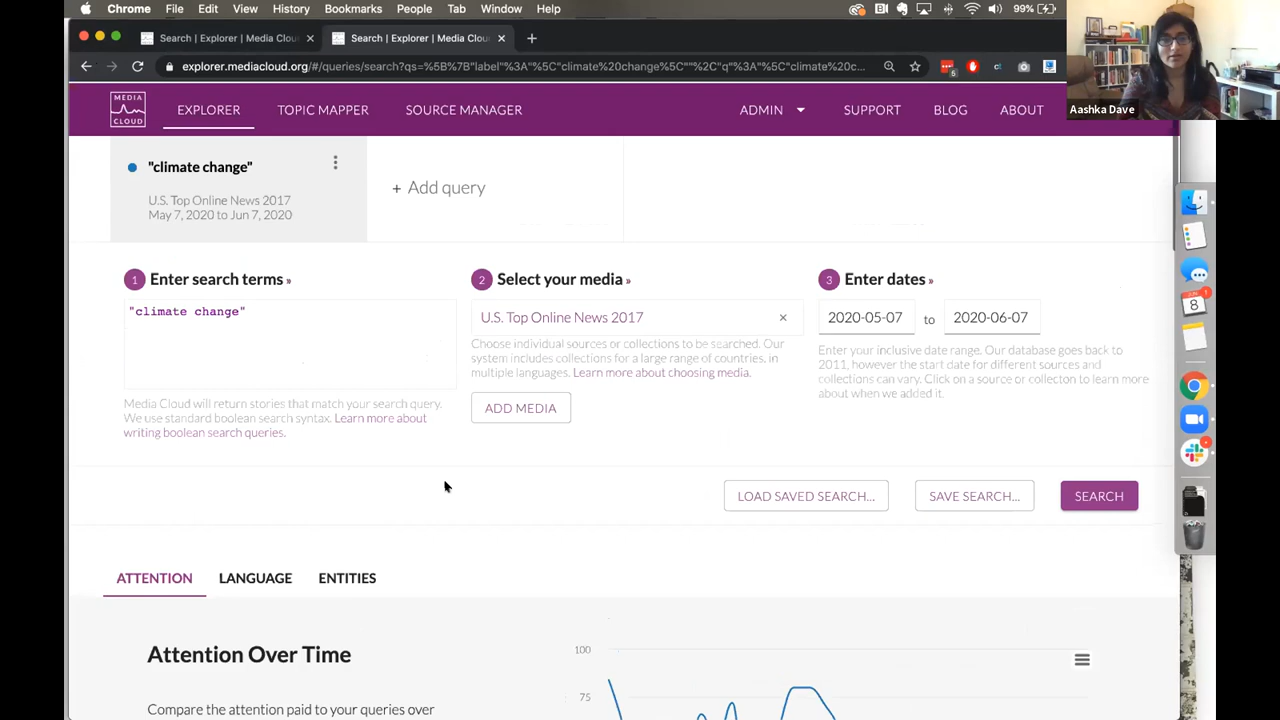 Chrome File Edit View History Bookmarks People Tab Window Help 99%
Aashka Dave
Search | Explorer | Media Clou × Search | Explorer | Media Clou × +
explorer.mediacloud.org/#/queries/
"climate%20change%5C""%2C"q"%3A"%5C"climate%20c...
MEDIA
CLOUD
EXPLORER TOPIC MAPPER SOURCE MANAGER ADMIN SUPPORT BLOG ABOUT
"climate change"
U.S. Top Online News 2017
May 7, 2020 to Jun 7, 2020
+ Add query
1 Enter search terms »
"climate change"
Media Cloud will return stories that match your search query.
We use standard boolean search syntax. Learn more about
writing boolean search queries.
2 Select your media »
U.S. Top Online News 2017 ×
Choose individual sources or collections to be searched. Our
system includes collections for a large range of countries, in
multiple languages. Learn more about choosing media.
ADD MEDIA
3 Enter dates »
2020-05-07 to 2020-06-07
Enter your inclusive date range. Our database goes back to
2011, however the start date for different sources and
collections can vary. Click on a source or collecton to learn more
about when we added it.
LOAD SAVED SEARCH... SAVE SEARCH... SEARCH
ATTENTION LANGUAGE ENTITIES
Attention Over Time
Compare the attention paid to your queries over
100
75
8